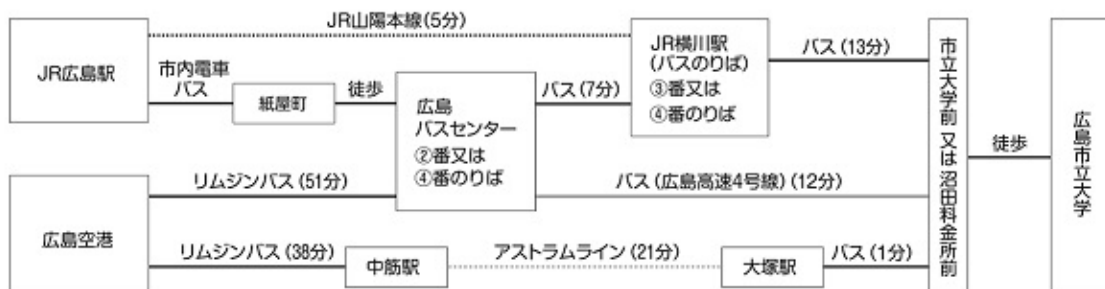 JR山陽本線(5分)
JR広島駅
市内電車
バス
紙屋町
徒歩
広島
バスセンター
②番又は
④番のりば
バス(7分)
JR横川駅
(バスのりば)
③番又は
④番のりば
バス(13分)
リムジンバス(51分)
バス(広島高速4号線)(12分)
広島空港
リムジンバス(38分)
中筋駅
アストラムライン(21分)
大塚駅
バス(1分)
市立大学前 又は 沼田料金所前
徒歩
広島市立大学